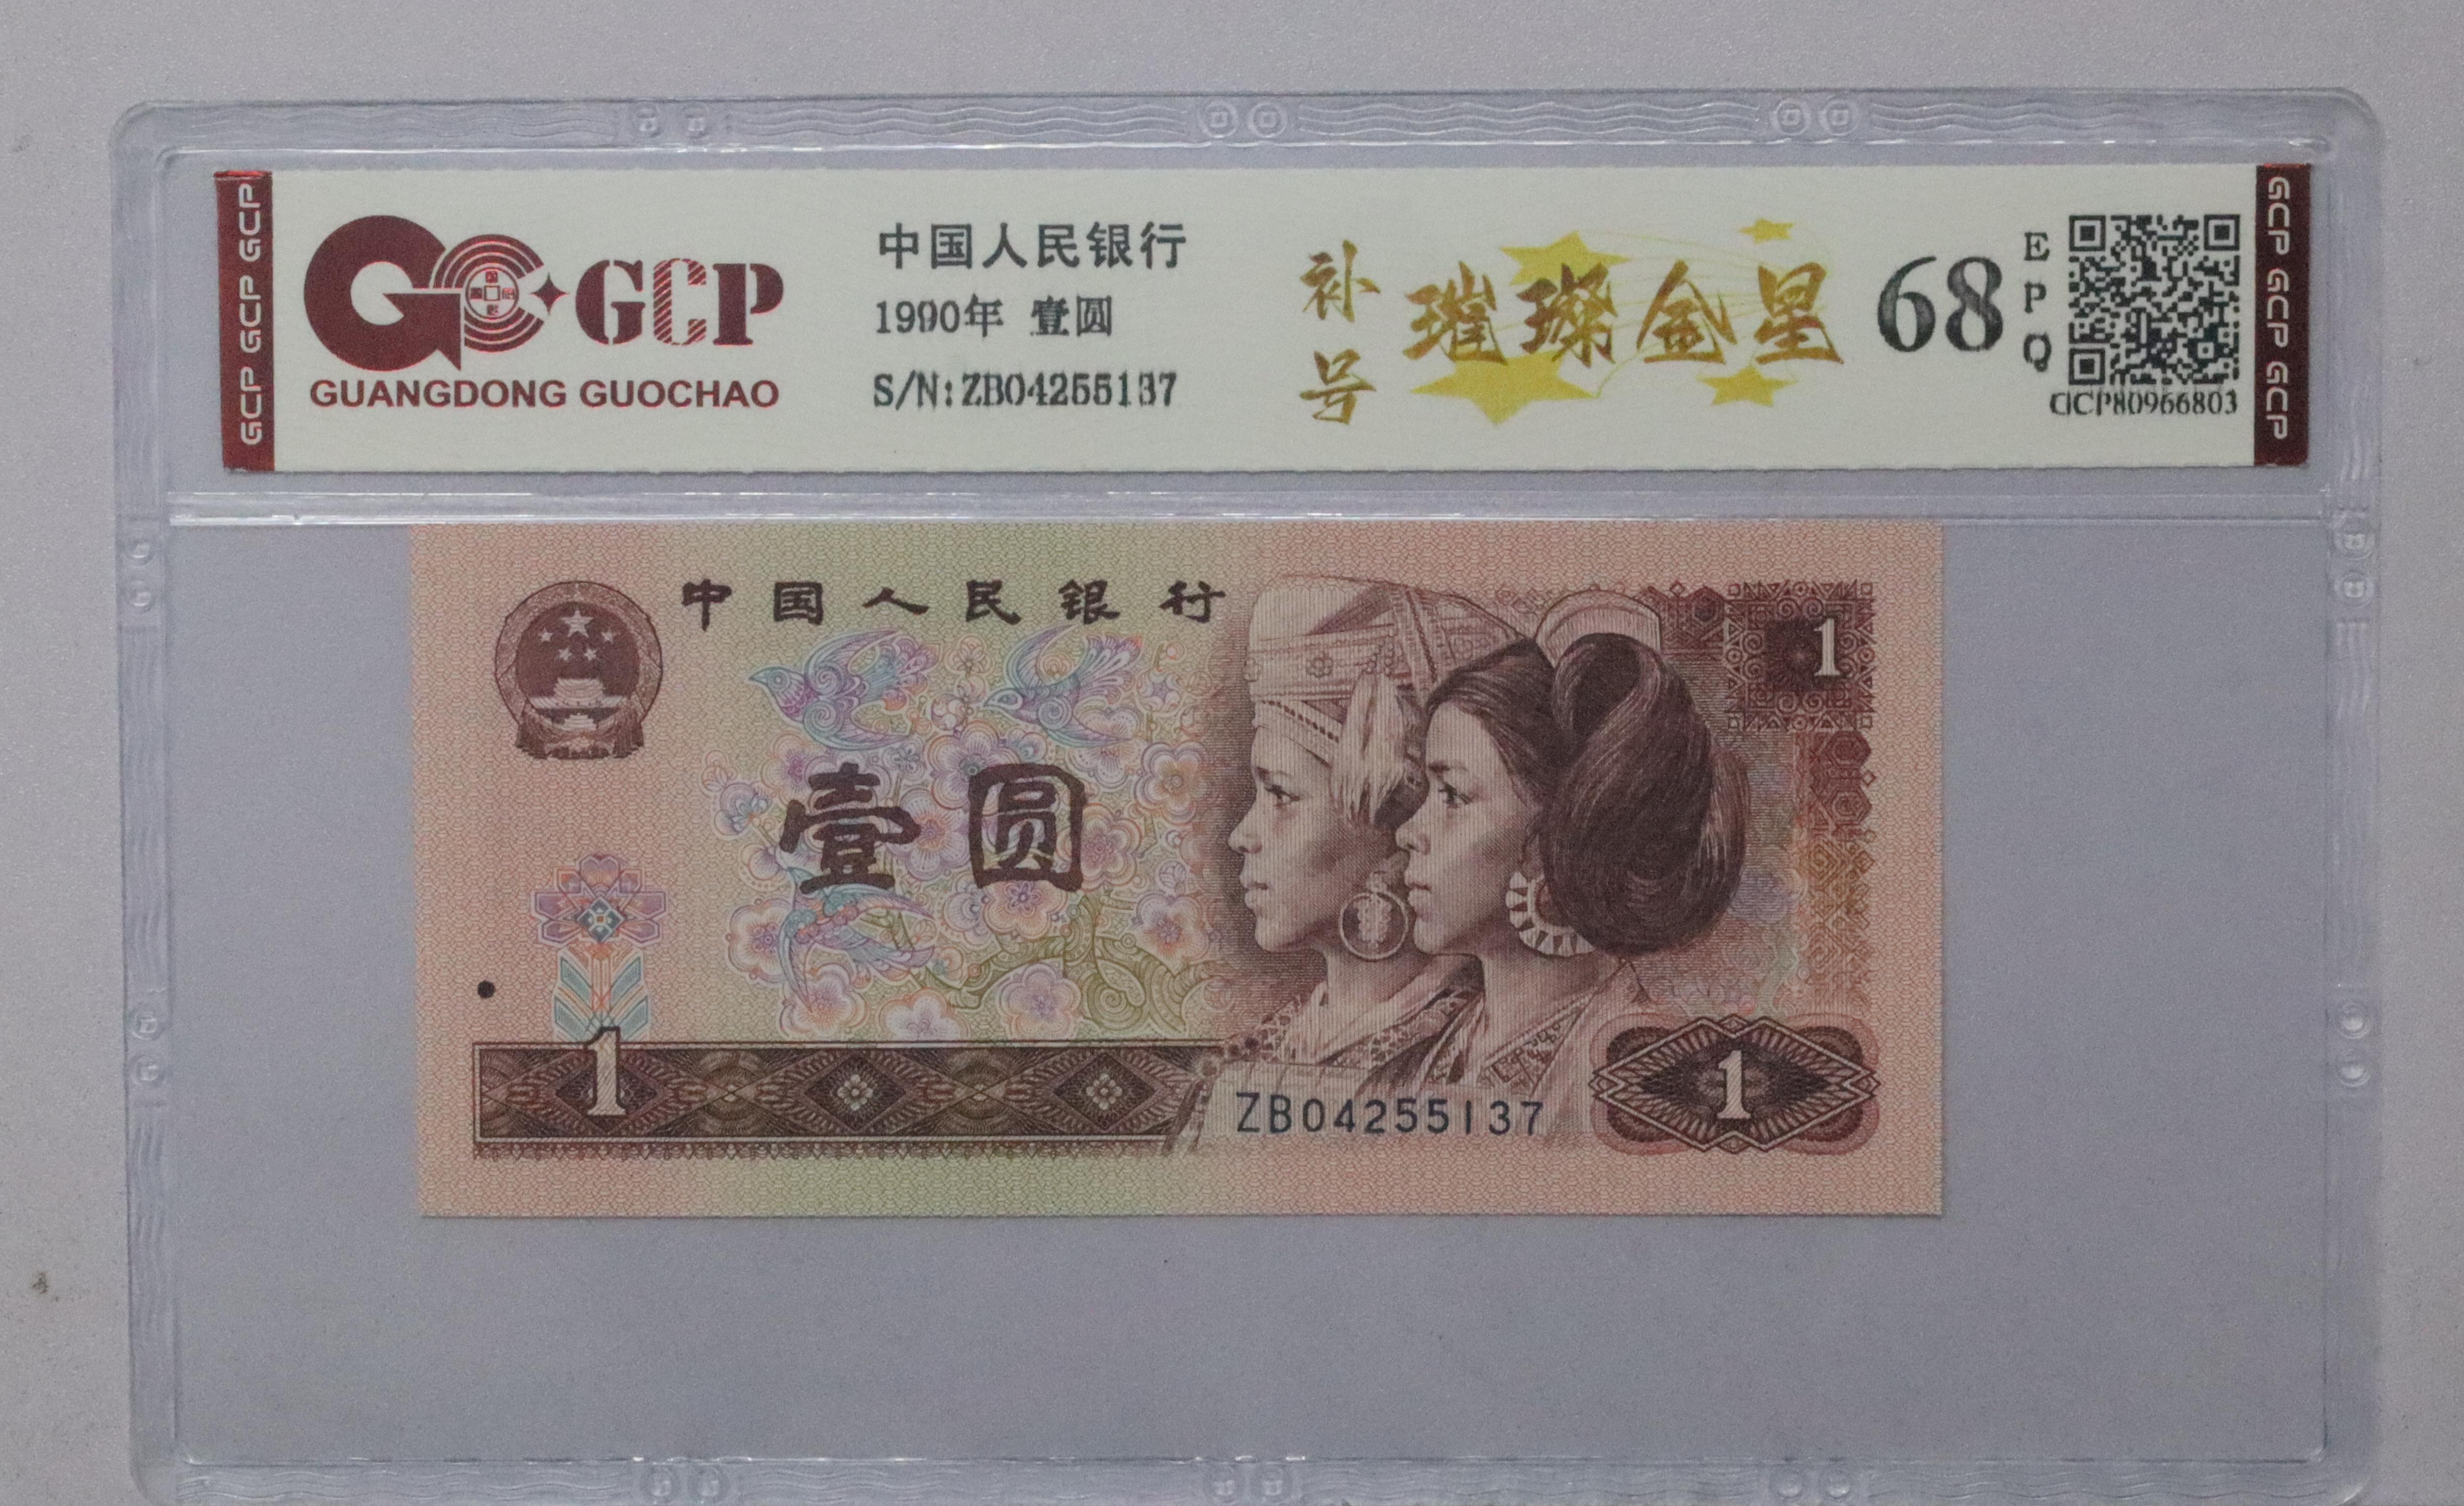 GCP GCP GCP
GCP
GUANGDONG GUOCHAO
中国人民银行
1990年 壹圆
S/N:ZB04255137
补号
璀璨金星
68
EPQ
GCP80966803
GCP GCP GCP
中国人民银行
1
壹圆
1
ZB04255137
1